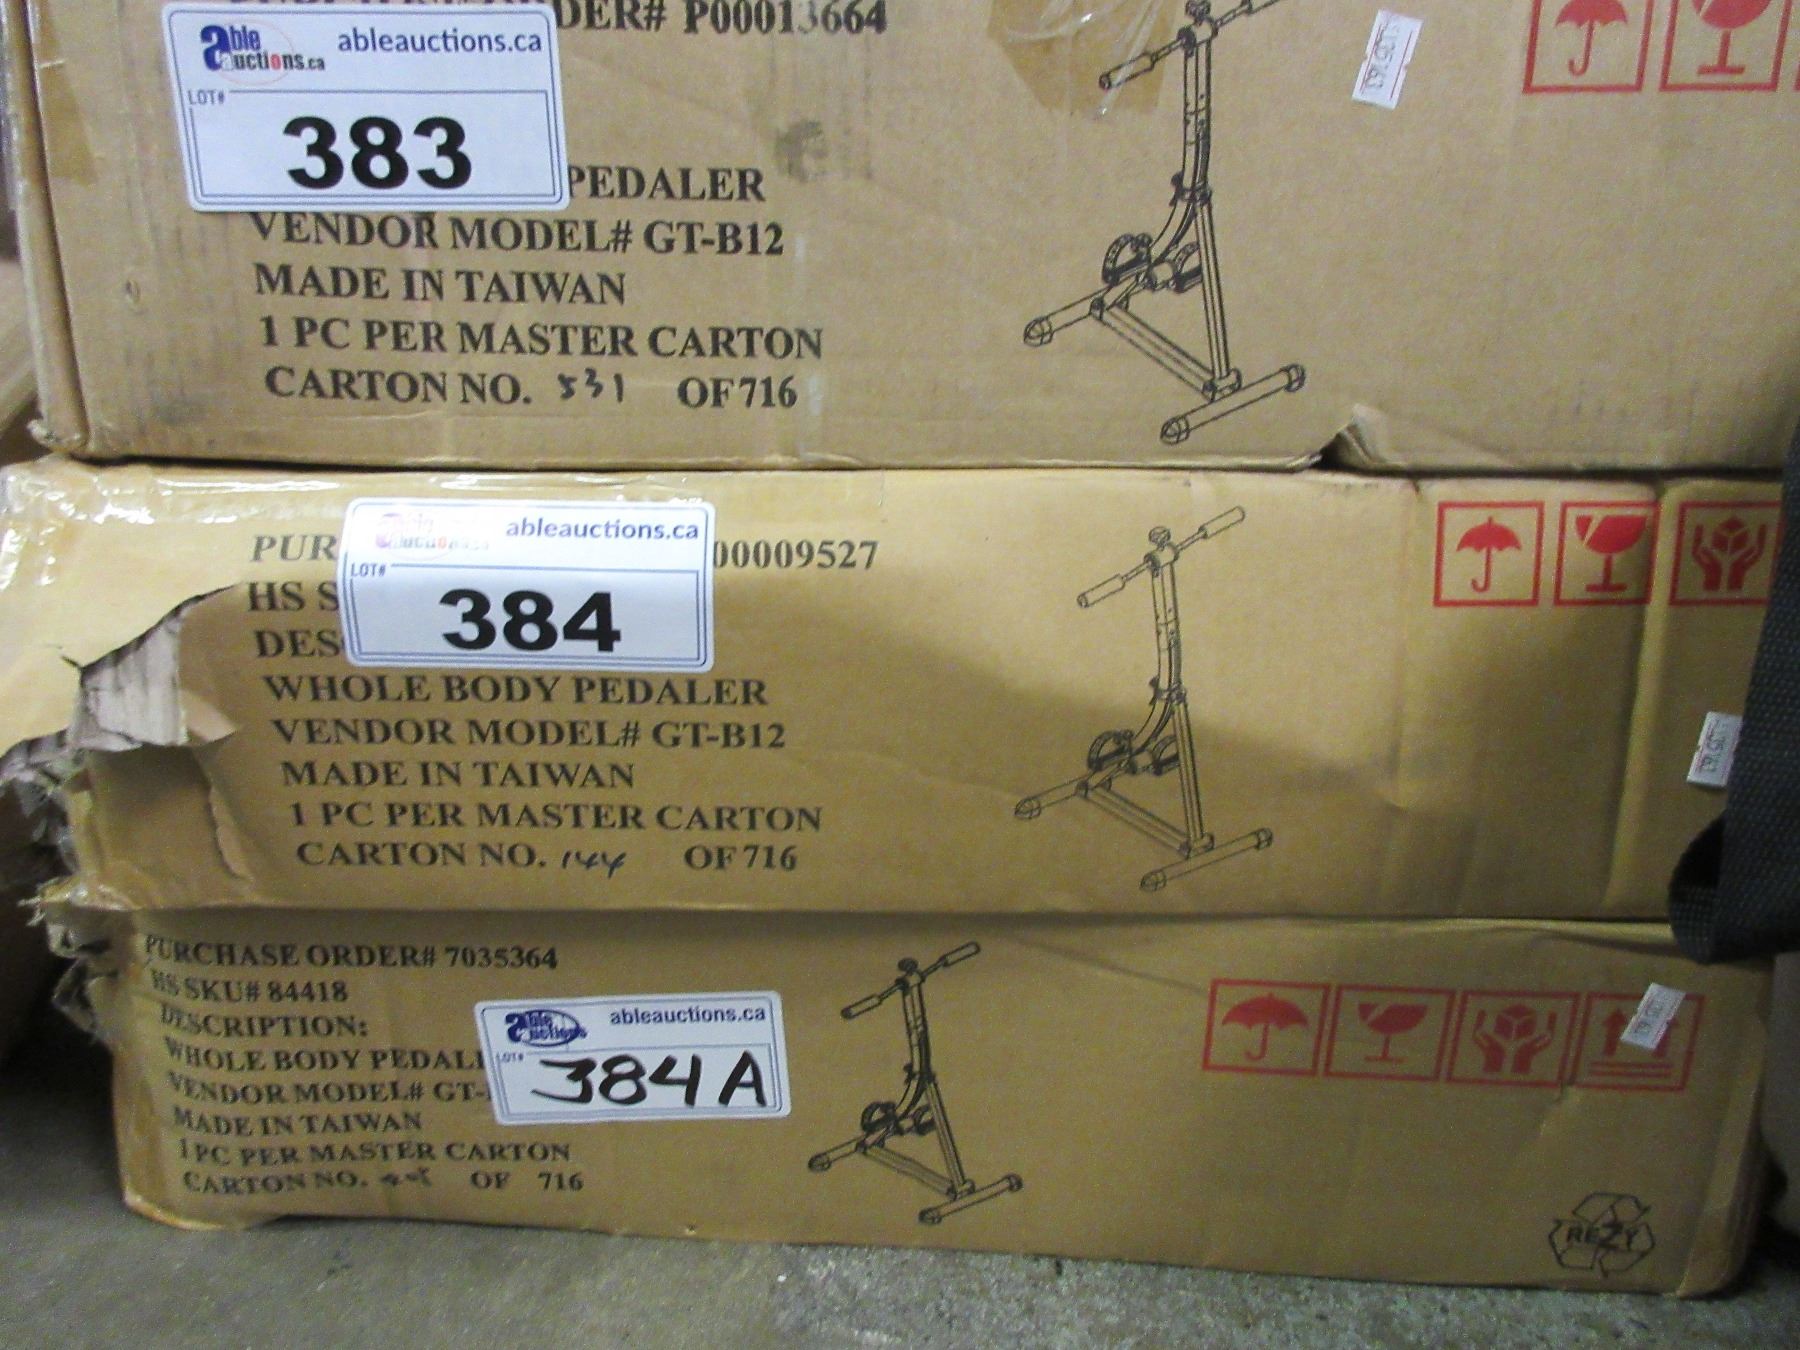 ORDER# P00013664
able auctions.ca
ableauctions.ca
LOT#
383
PEDALER
VENDOR MODEL# GT-B12
MADE IN TAIWAN
1 PC PER MASTER CARTON
CARTON NO. 531 OF 716
ableauctions.ca
LOT#
384
PUR 00009527
HS S
DES
WHOLE BODY PEDALER
VENDOR MODEL# GT-B12
MADE IN TAIWAN
1 PC PER MASTER CARTON
CARTON NO. 144 OF 716
PURCHASE ORDER# 7035364
HS SKU# 84418
DESCRIPTION:
WHOLE BODY PEDAL
VENDOR MODEL# GT-
MADE IN TAIWAN
1 PC PER MASTER CARTON
CARTON NO. OF 716
able auctions
ableauctions.ca
LOT#
384A
REZY